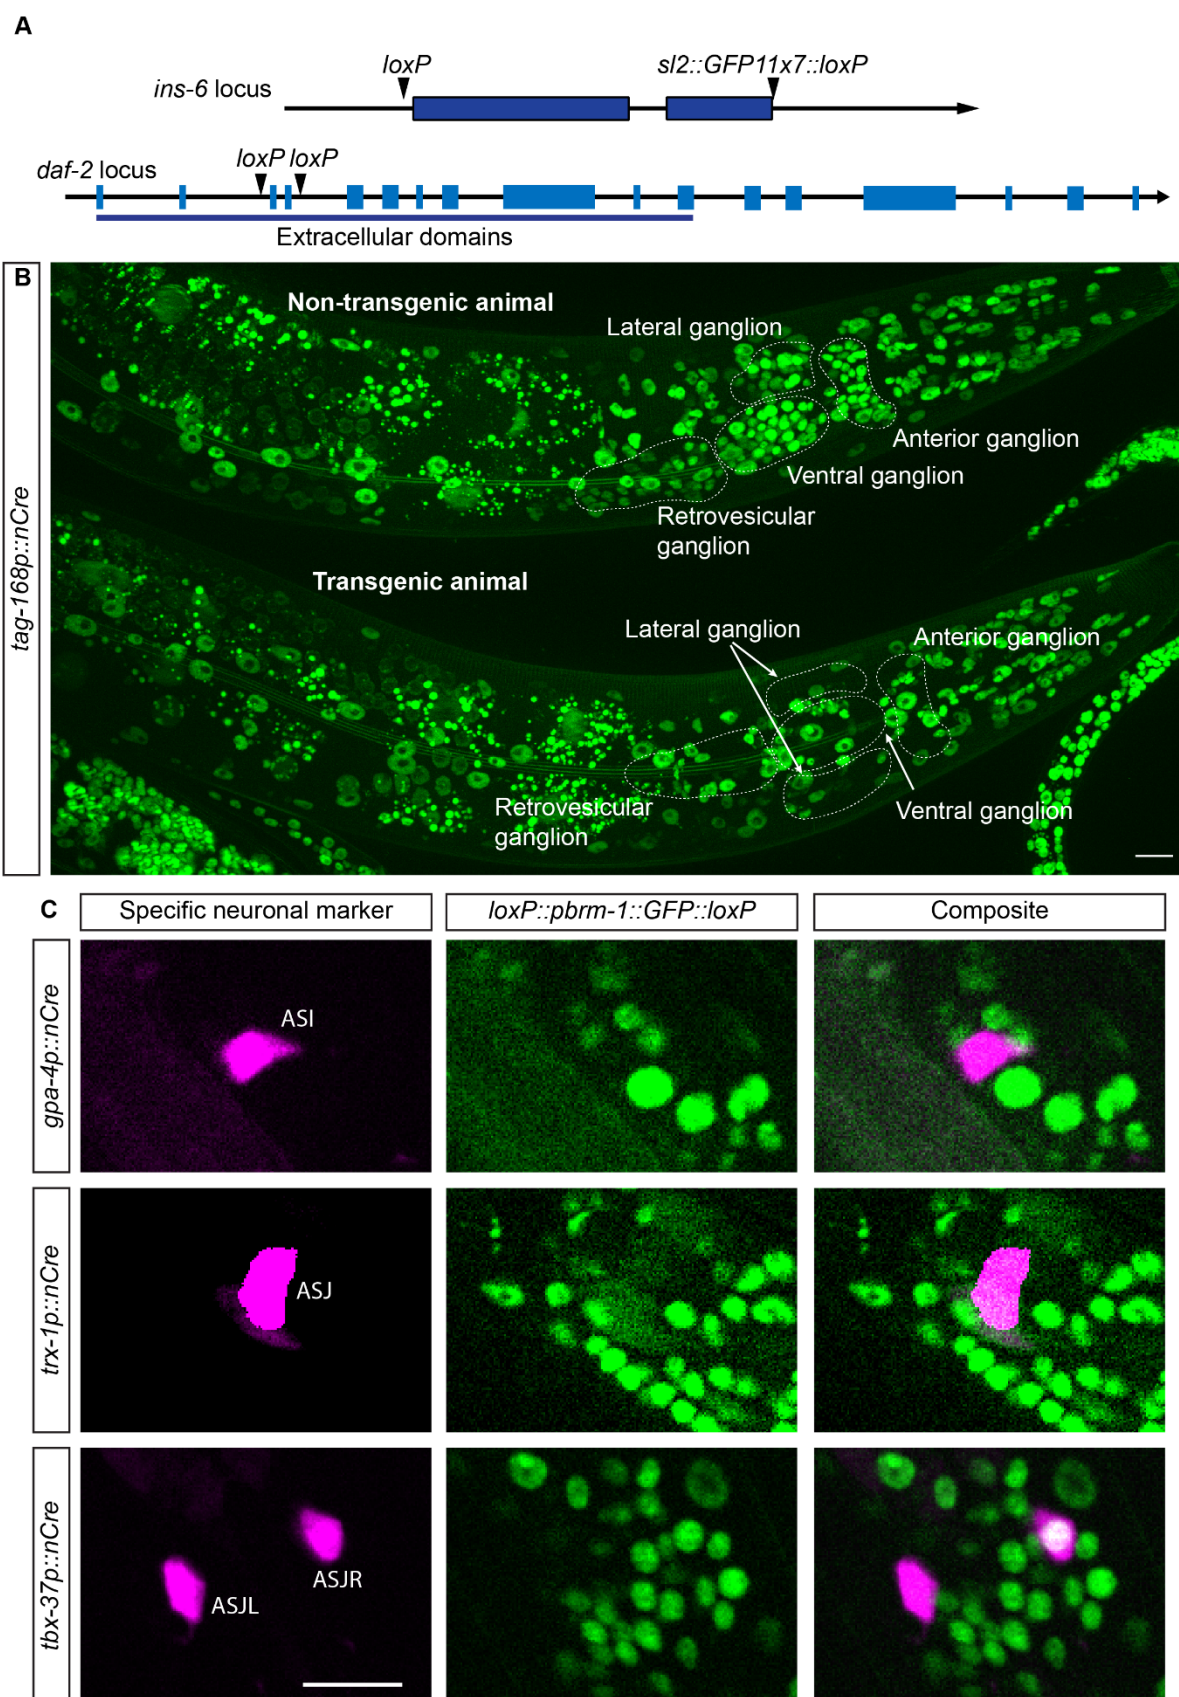 A
loxP
sl2::GFP11x7::loxP
ins-6 locus
loxP loxP
daf-2 locus
Extracellular domains
B
tag-168p::nCre
Non-transgenic animal
Lateral ganglion
Anterior ganglion
Ventral ganglion
Retrovesicular
ganglion
Transgenic animal
Lateral ganglion
Anterior ganglion
Retrovesicular
ganglion
Ventral ganglion
C
Specific neuronal marker
loxP::pbrm-1::GFP::loxP
Composite
gpa-4p::nCre
ASI
trx-1p::nCre
ASJ
tbx-37p::nCre
ASJR
ASJL